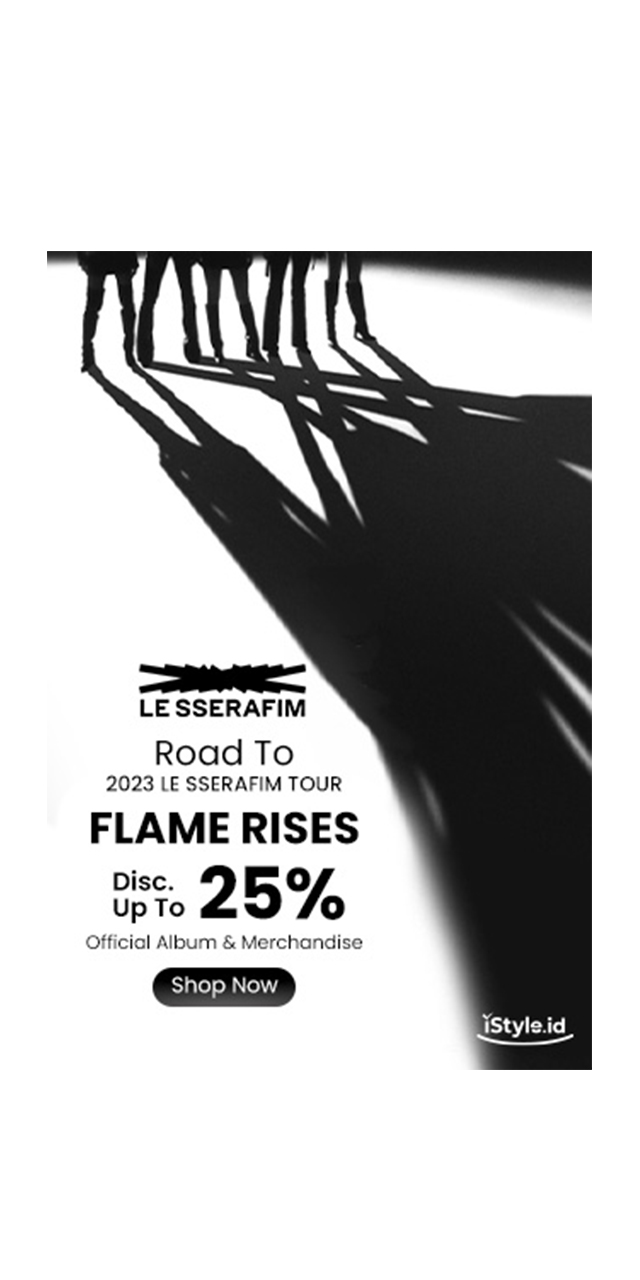 LE SSERAFIM
Road To
2023 LE SSERAFIM TOUR
FLAME RISES
Disc.
Up To 25%
Official Album & Merchandise
Shop Now
iStyle.id